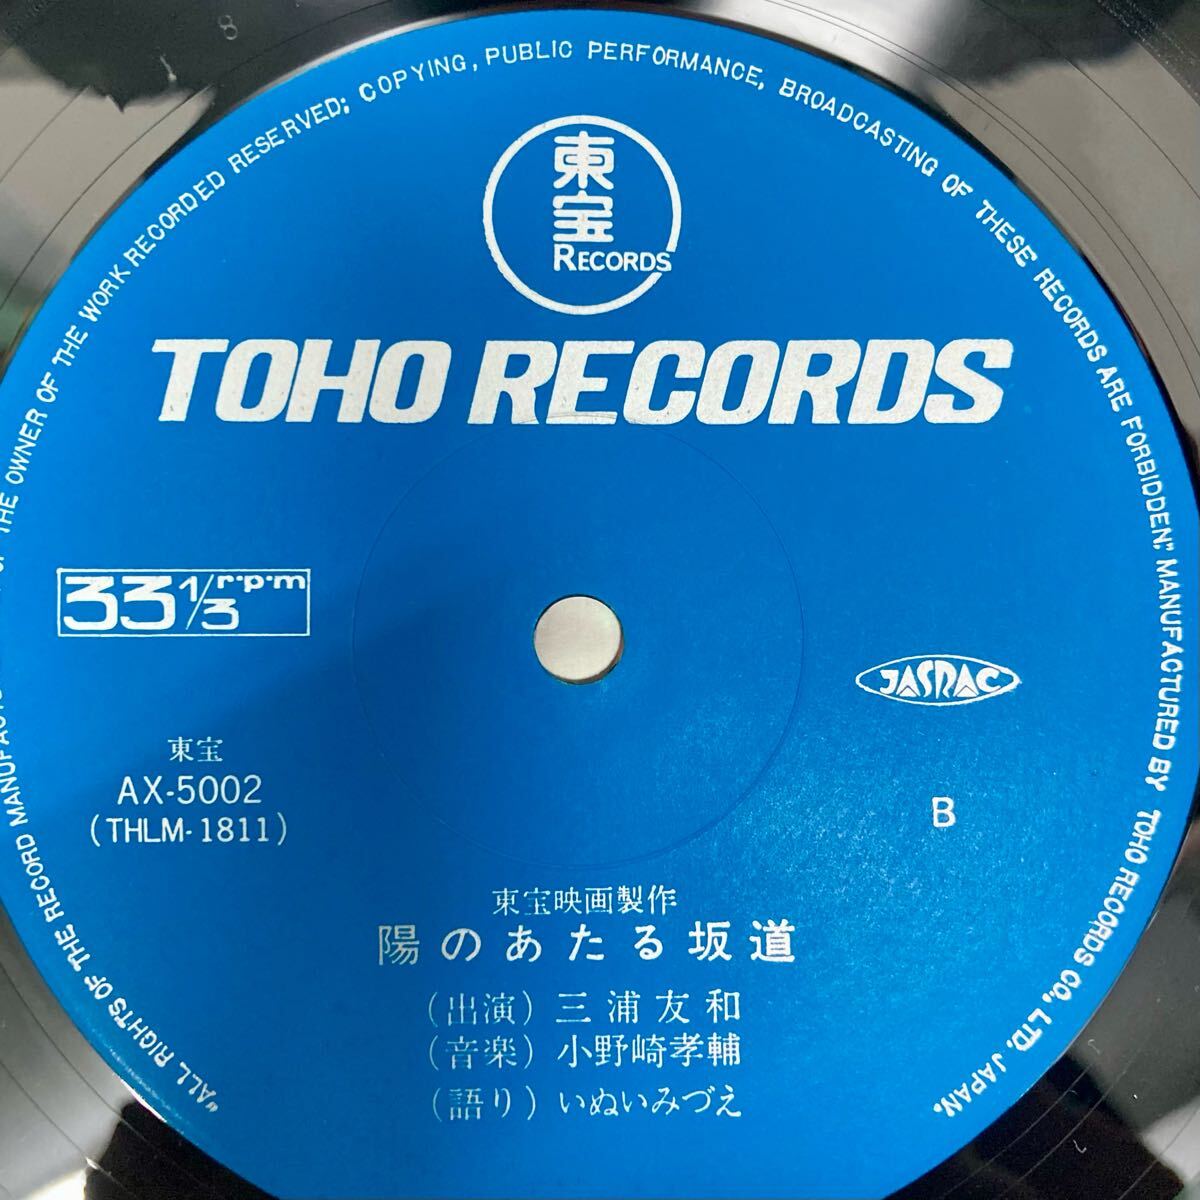 "ALL RIGHTS OF THE RECORD MANUFACT
THE OWNER OF THE WORK RECORDED RESERVED; COPYING, PUBLIC PERFORMANCE, BROADCASTING OF THESE RECORDS ARE FORBIDDEN," MANUFACTURED BY TOHO RECORDS CO., LTD. JAPAN.
東宝
RECORDS
TOHO RECORDS
33 1/3 r·p·m
JASRAC
東宝
AX-5002
(THLM-1811)
B
東宝映画製作
陽のあたる坂道
(出演) 三浦友和
(音楽) 小野崎孝輔
(語り) いぬいみづえ
8